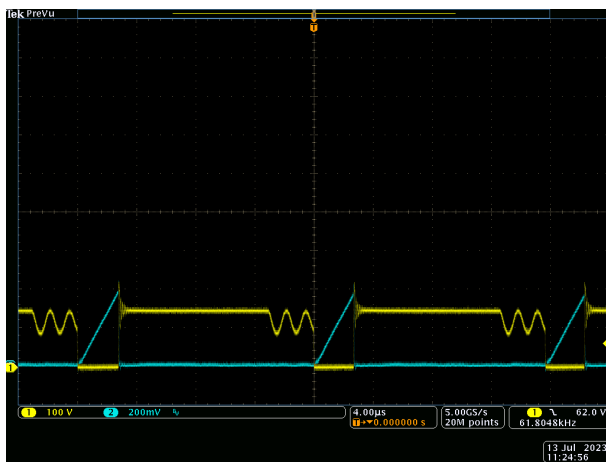 Tek PreVu
T
1
1 100 V 2 200mV
4.00µs
T→▼0.000000 s
5.00GS/s
20M points
1 62.0 V
61.8048kHz
13 Jul 2023
11:24:56